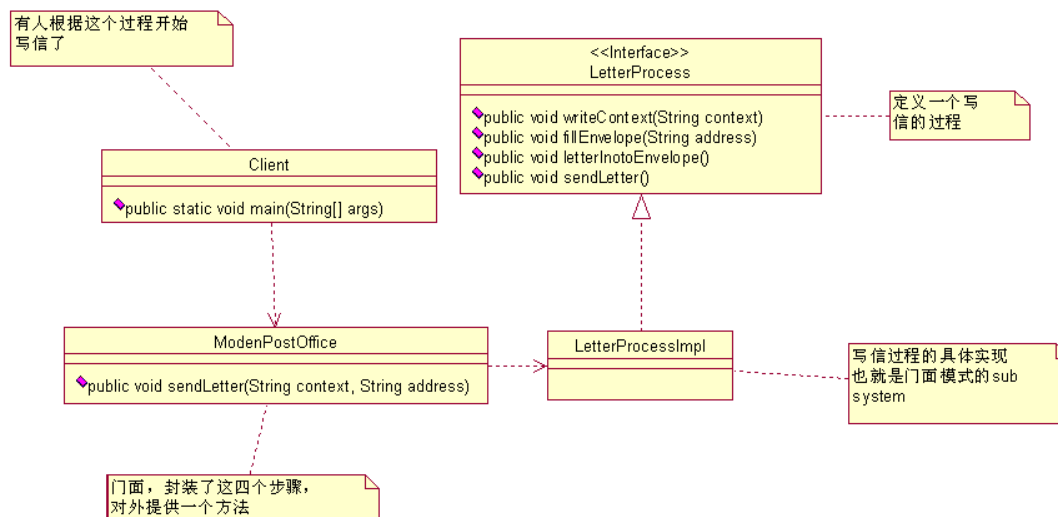 有人根据这个过程开始
写信了
<<Interface>>
LetterProcess
public void writeContext(String context)
public void fillEnvelope(String address)
public void letterInotoEnvelope()
public void sendLetter()
定义一个写
信的过程
Client
public static void main(String[] args)
ModenPostOffice
public void sendLetter(String context, String address)
LetterProcessImpl
写信过程的具体实现
也就是门面模式的sub
system
门面，封装了这四个步骤，
对外提供一个方法